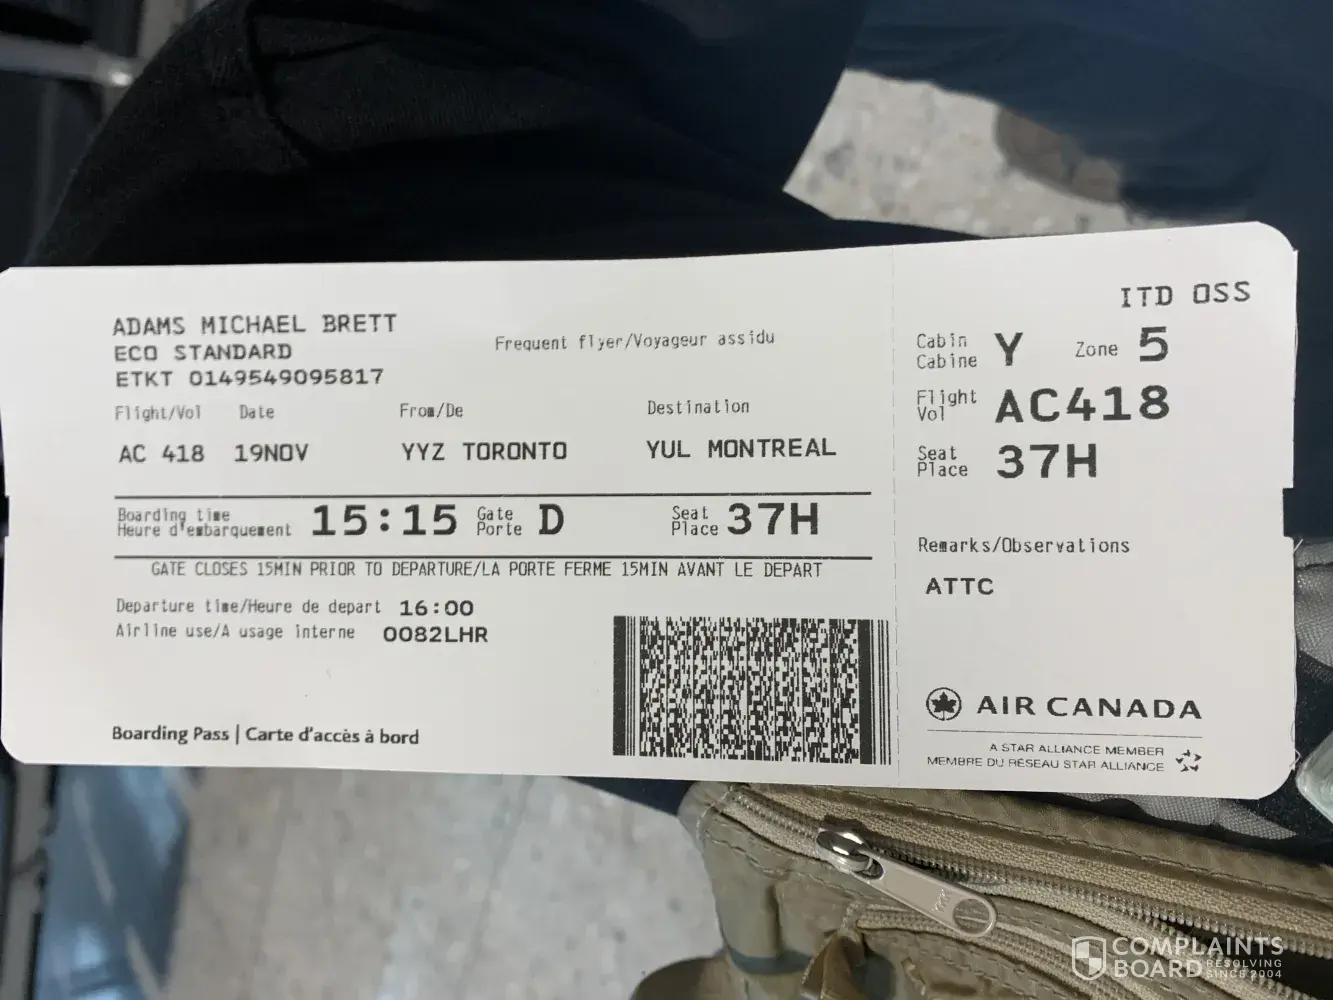 ITD OSS
ADAMS MICHAEL BRETT
ECO STANDARD
ETKT 0149549095817
Frequent flyer/Voyageur assidu
Flight/Vol Date From/De Destination
AC 418 19NOV YYZ TORONTO YUL MONTREAL
Boarding time
Heure d'embarquement 15:15 Gate
Porte D Seat
Place 37H
GATE CLOSES 15MIN PRIOR TO DEPARTURE/LA PORTE FERME 15MIN AVANT LE DEPART
Departure time/Heure de depart 16:00
Airline use/A usage interne 0082LHR
Boarding Pass | Carte d'accès à bord
Cabin
Cabine Y Zone 5
Flight
Vol AC418
Seat
Place 37H
Remarks/Observations
ATTC
AIR CANADA
A STAR ALLIANCE MEMBER
MEMBRE DU RÉSEAU STAR ALLIANCE
COMPLAINTS
BOARD RESOLVING
SINCE 2004